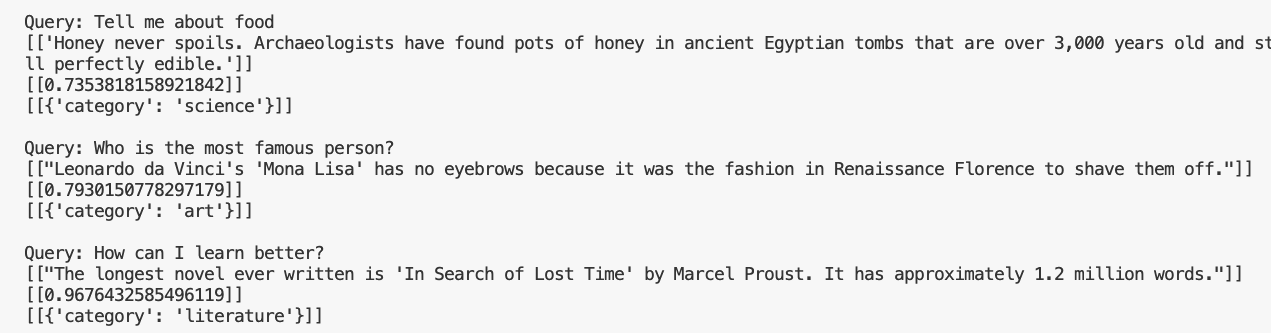 Query: Tell me about food
[['Honey never spoils. Archaeologists have found pots of honey in ancient Egyptian tombs that are over 3,000 years old and st
ll perfectly edible.']]
[[0.7353818158921842]]
[[{'category': 'science'}]]
Query: Who is the most famous person?
[["Leonardo da Vinci's 'Mona Lisa' has no eyebrows because it was the fashion in Renaissance Florence to shave them off."]]
[[0.7930150778297179]]
[[{'category': 'art'}]]
Query: How can I learn better?
[["The longest novel ever written is 'In Search of Lost Time' by Marcel Proust. It has approximately 1.2 million words."]]
[[0.9676432585496119]]
[[{'category': 'literature'}]]